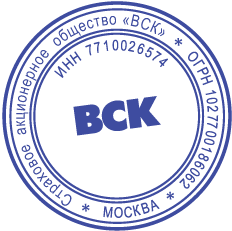 Страховое акционерное общество «ВСК» * ОГРН 1027700186062 * МОСКВА *
ИНН 7710026574
ВСК